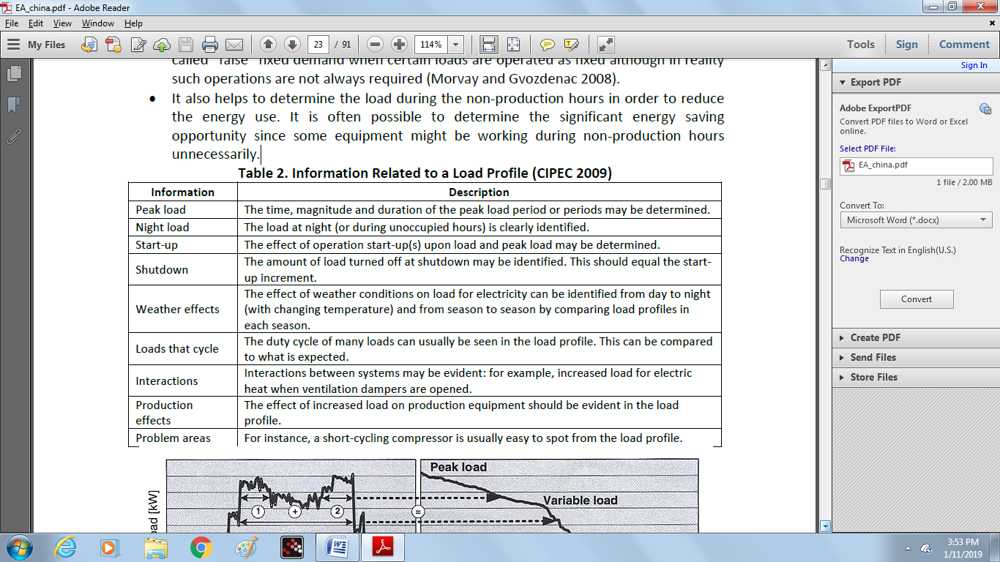 EA_china.pdf - Adobe Reader
File Edit View Window Help
My Files
23 / 91
114%
Tools Sign Comment
Sign In
called "false" fixed demand when certain loads are operated as fixed although in reality
such operations are not always required (Morvay and Gvozdenac 2008).
• It also helps to determine the load during the non-production hours in order to reduce
the energy use. It is often possible to determine the significant energy saving
opportunity since some equipment might be working during non-production hours
unnecessarily.
Table 2. Information Related to a Load Profile (CIPEC 2009)
Information Description
Peak load The time, magnitude and duration of the peak load period or periods may be determined.
Night load The load at night (or during unoccupied hours) is clearly identified.
Start-up The effect of operation start-up(s) upon load and peak load may be determined.
Shutdown The amount of load turned off at shutdown may be identified. This should equal the start-
up increment.
Weather effects The effect of weather conditions on load for electricity can be identified from day to night
(with changing temperature) and from season to season by comparing load profiles in
each season.
Loads that cycle The duty cycle of many loads can usually be seen in the load profile. This can be compared
to what is expected.
Interactions Interactions between systems may be evident: for example, increased load for electric
heat when ventilation dampers are opened.
Production
effects
The effect of increased load on production equipment should be evident in the load
profile.
Problem areas For instance, a short-cycling compressor is usually easy to spot from the load profile.
Peak load
Variable load
1 + 2 =
[kW]
Export PDF
Adobe ExportPDF
Convert PDF files to Word or Excel
online.
Select PDF File:
EA_china.pdf
1 file / 2.00 MB
Convert To:
Microsoft Word (*.docx)
Recognize Text in English(U.S.)
Change
Convert
Create PDF
Send Files
Store Files
3:53 PM
1/11/2019